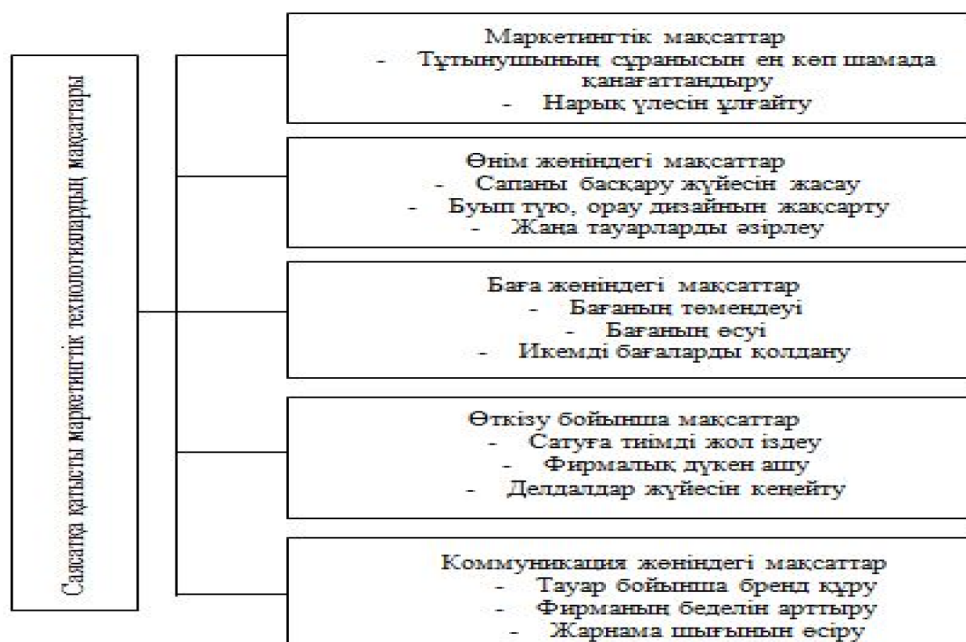 Саясатқа қатысты маркетингтік технологиялардың мақсаттары
Маркетингтік мақсаттар
- Тұтынушының сұранысын ең көп шамада
қанағаттандыру
- Нарық үлесін ұлғайту
Өнім жөніндегі мақсаттар
- Сапаны басқару жүйесін жасау
- Буып түю, орау дизайнын жақсарту
- Жаңа тауарларды әзірлеу
Баға жөніндегі мақсаттар
- Бағаның төмендеуі
- Бағаның өсуі
- Икемді бағаларды қолдану
Өткізу бойынша мақсаттар
- Сатуға тиімді жол іздеу
- Фирмалық дүкен ашу
- Делдалдар жүйесін кеңейту
Коммуникация жөніндегі мақсаттар
- Тауар бойынша бренд құру
- Фирманың беделін арттыру
- Жарнама шығынын өсіру